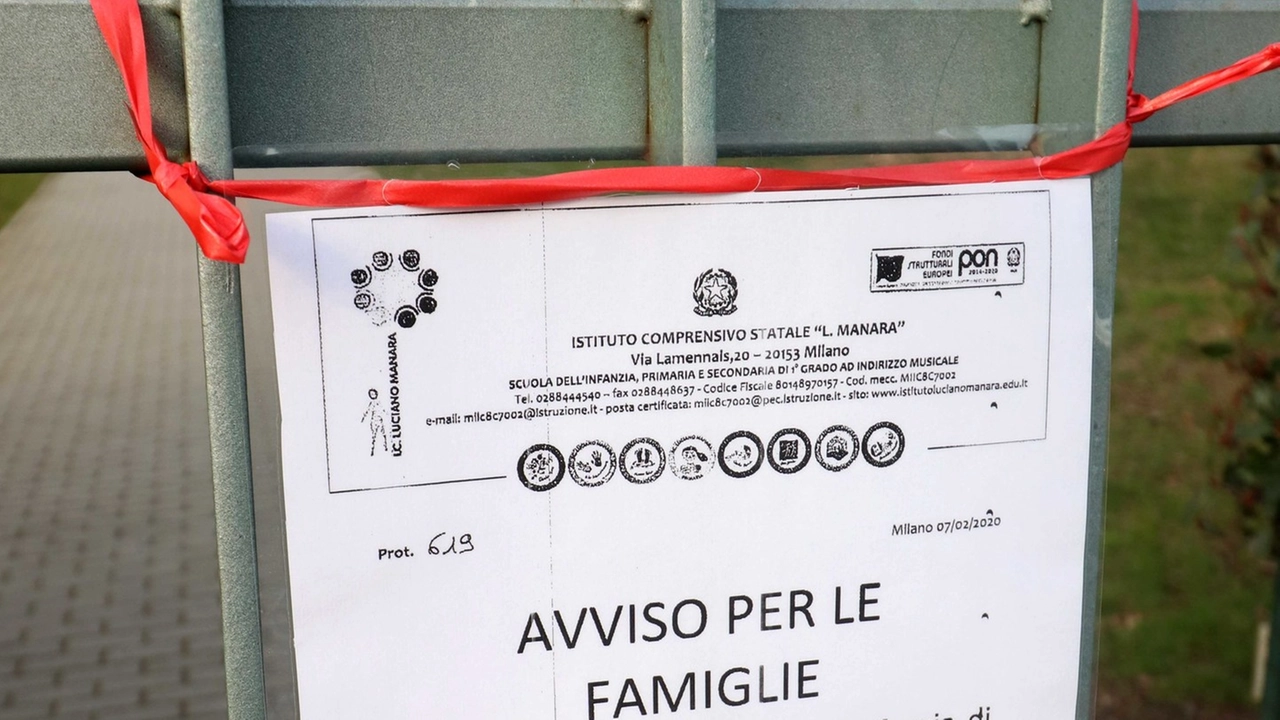 FONDI
STRUTTURALI
EUROPEI
pon
2014-2020
I.C. LUCIANO MANARA
ISTITUTO COMPRENSIVO STATALE “L. MANARA”
Via Lamennais,20 – 20153 Milano
SCUOLA DELL’INFANZIA, PRIMARIA E SECONDARIA DI 1° GRADO AD INDIRIZZO MUSICALE
Tel. 0288444540 – fax 0288448637 - Codice Fiscale 80148970157 - Cod. mecc. MIIC8C7002
e-mail: miic8c7002@istruzione.it - posta certificata: miic8c7002@pec.istruzione.it - sito: www.istitutolucianomanara.edu.it
Milano 07/02/2020
Prot. 619
AVVISO PER LE
FAMIGLIE
di